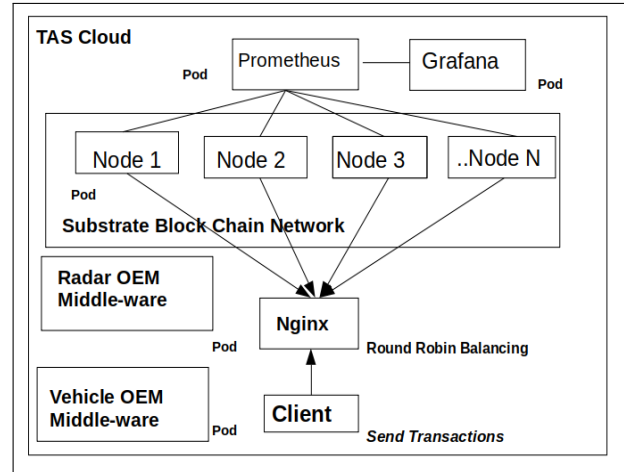 TAS Cloud
Prometheus
Grafana
Pod
Pod
Node 1
Node 2
Node 3
..Node N
Pod
Substrate Block Chain Network
Radar OEM
Middle-ware
Nginx
Pod
Round Robin Balancing
Vehicle OEM
Middle-ware
Client
Pod
Send Transactions